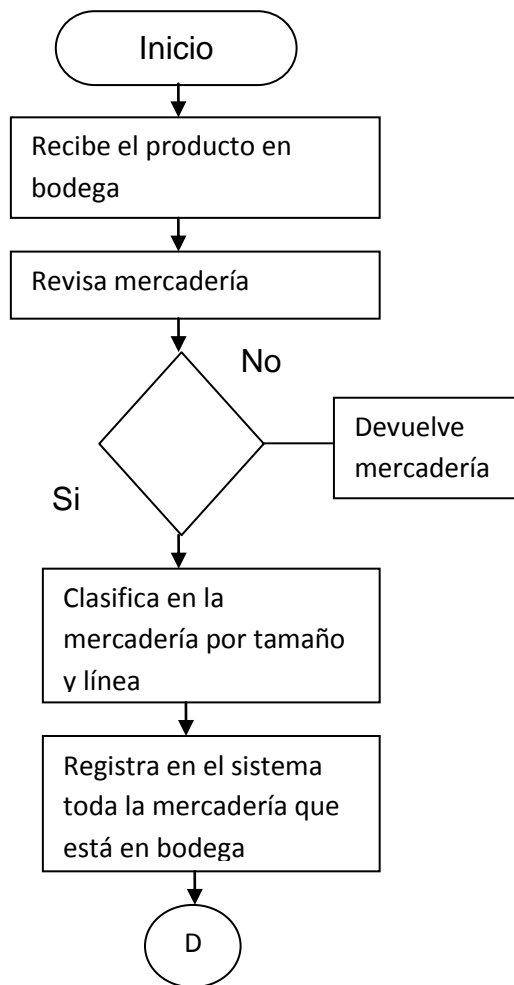 Inicio
Recibe el producto en
bodega
Revisa mercadería
No
Devuelve
mercadería
Si
Clasifica en la
mercadería por tamaño
y línea
Registra en el sistema
toda la mercadería que
está en bodega
D